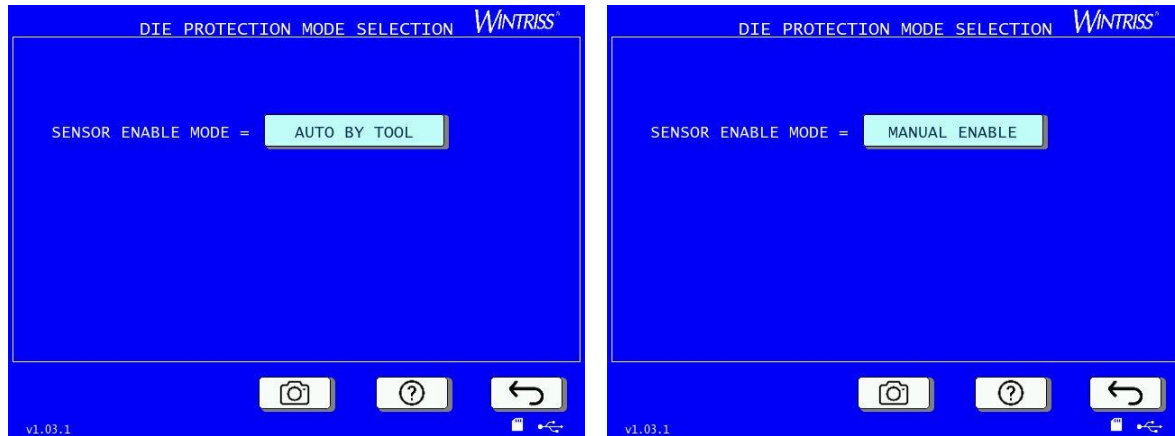 DIE PROTECTION MODE SELECTION WINTRISS
SENSOR ENABLE MODE = AUTO BY TOOL
v1.03.1
DIE PROTECTION MODE SELECTION WINTRISS
SENSOR ENABLE MODE = MANUAL ENABLE
v1.03.1